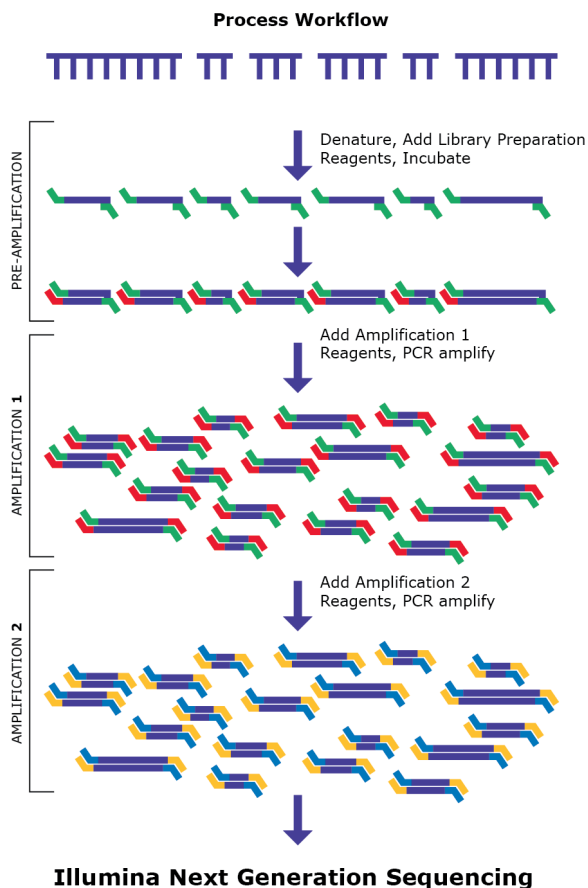 Process Workflow
PRE-AMPLIFICATION
Denature, Add Library Preparation
Reagents, Incubate
AMPLIFICATION 1
Add Amplification 1
Reagents, PCR amplify
AMPLIFICATION 2
Add Amplification 2
Reagents, PCR amplify
Illumina Next Generation Sequencing